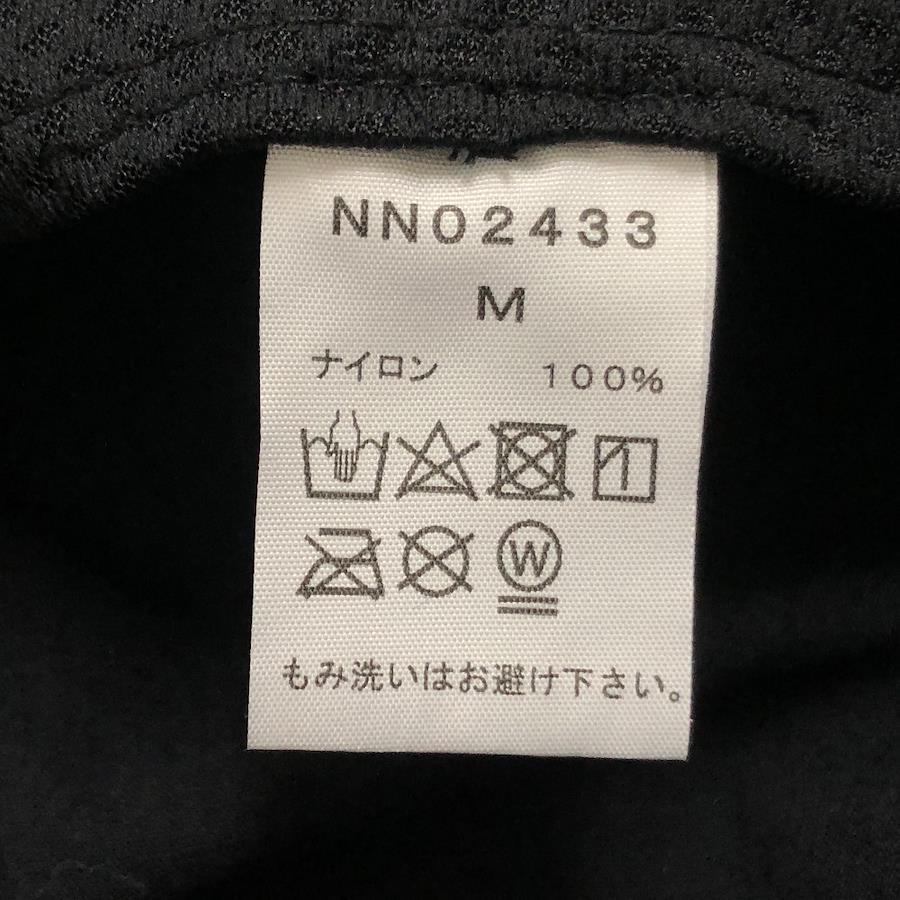 NN02433
M
ナイロン 100%
W
もみ洗いはお避け下さい。